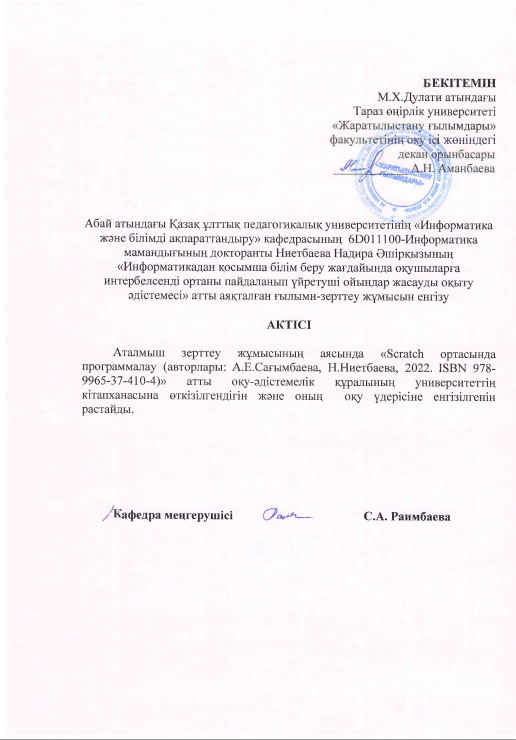 БЕКІТЕМІН
М.Х.Дулати атындағы
Тараз өңірлік университеті
«Жаратылыстану ғылымдары»
факультетінің оқу ісі жөніндегі
декан орынбасары
А.Н. Аманбаева
«ЖАРАТЫЛЫСТАНУ
ҒЫЛЫМДАРЫ»
Абай атындағы Қазақ ұлттық педагогикалық университетінің «Информатика
және білімді ақпараттандыру» кафедрасының 6D011100-Информатика
мамандығының докторанты Ниетбаева Надира Әшірқызының
«Информатикадан қосымша білім беру жағдайында оқушыларға
интербелсенді ортаны пайдаланып үйретуші ойындар жасауды оқыту
әдістемесі» атты аяқталған ғылыми-зерттеу жұмысын енгізу
АКТІСІ
Аталмыш зерттеу жұмысының аясында «Scratch ортасында
программалау (авторлары: А.Е.Сағымбаева, Н.Ниетбаева, 2022. ISBN 978-
9965-37-410-4)» атты оқу-әдістемелік құралының университеттің
кітапханасына өткізілгендігін және оның оқу үдерісіне енгізілгенін
растайды.
Кафедра меңгерушісі С.А. Раимбаева